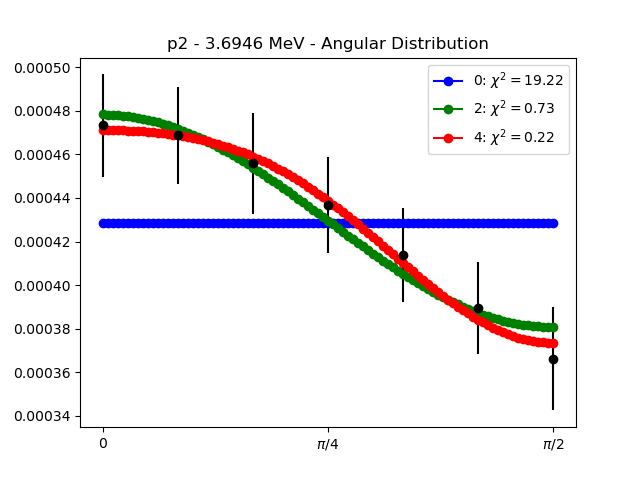 p2 - 3.6946 MeV - Angular Distribution
0.00050
0.00048
0.00046
0.00044
0.00042
0.00040
0.00038
0.00036
0.00034
0: χ² = 19.22
2: χ² = 0.73
4: χ² = 0.22
0 π/4 π/2